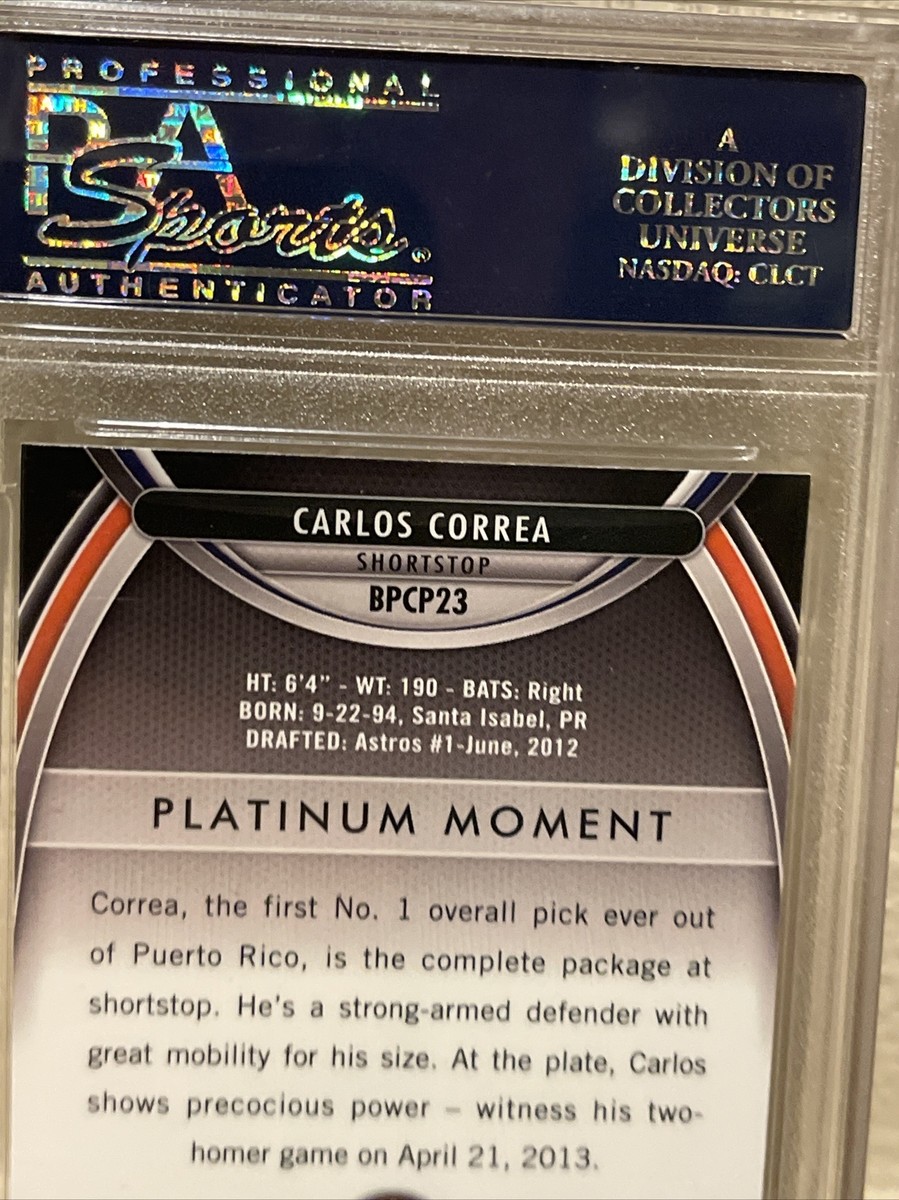 PROFESSIONAL
PSA
Sports®
AUTHENTICATOR
A
DIVISION OF
COLLECTORS
UNIVERSE
NASDAQ: CLCT
CARLOS CORREA
SHORTSTOP
BPCP23
HT: 6'4" - WT: 190 - BATS: Right
BORN: 9-22-94, Santa Isabel, PR
DRAFTED: Astros #1-June, 2012
PLATINUM MOMENT
Correa, the first No. 1 overall pick ever out
of Puerto Rico, is the complete package at
shortstop. He's a strong-armed defender with
great mobility for his size. At the plate, Carlos
shows precocious power – witness his two-
homer game on April 21, 2013.